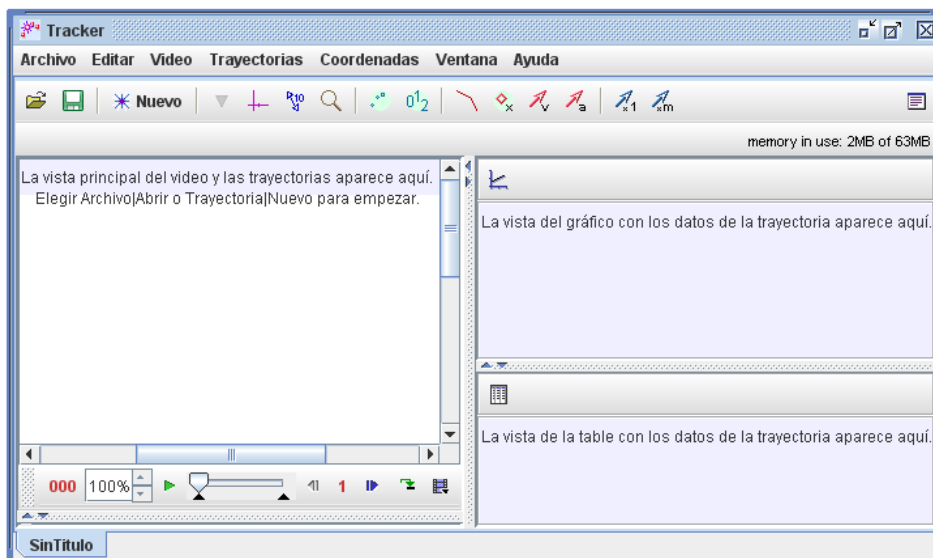 Tracker
Archivo Editar Video Trayectorias Coordenadas Ventana Ayuda
Nuevo
memory in use: 2MB of 63MB
La vista principal del video y las trayectorias aparece aquí.
Elegir Archivo|Abrir o Trayectoria|Nuevo para empezar.
La vista del gráfico con los datos de la trayectoria aparece aquí.
La vista de la table con los datos de la trayectoria aparece aquí.
000 100% 1
SinTitulo